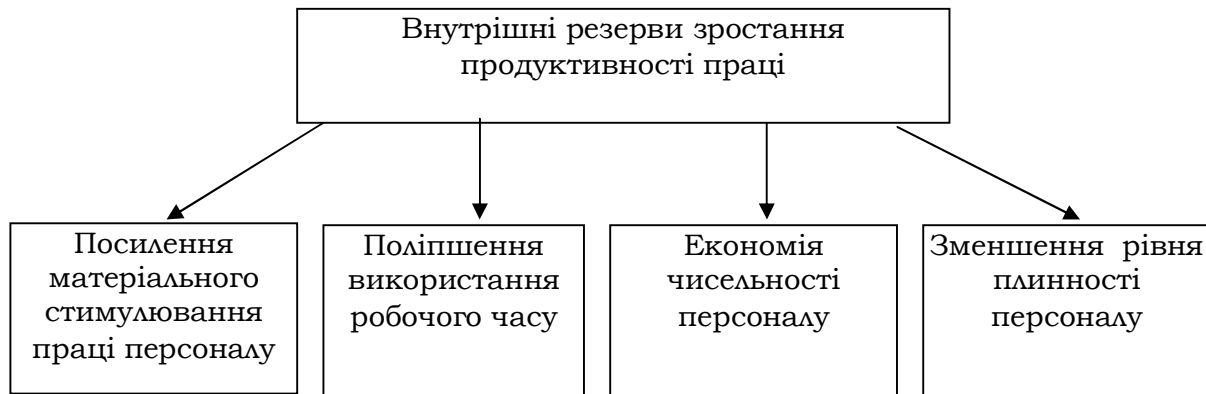 Внутрішні резерви зростання
продуктивності праці
Посилення
матеріального
стимулювання
праці персоналу
Поліпшення
використання
робочого часу
Економія
чисельності
персоналу
Зменшення рівня
плинності
персоналу